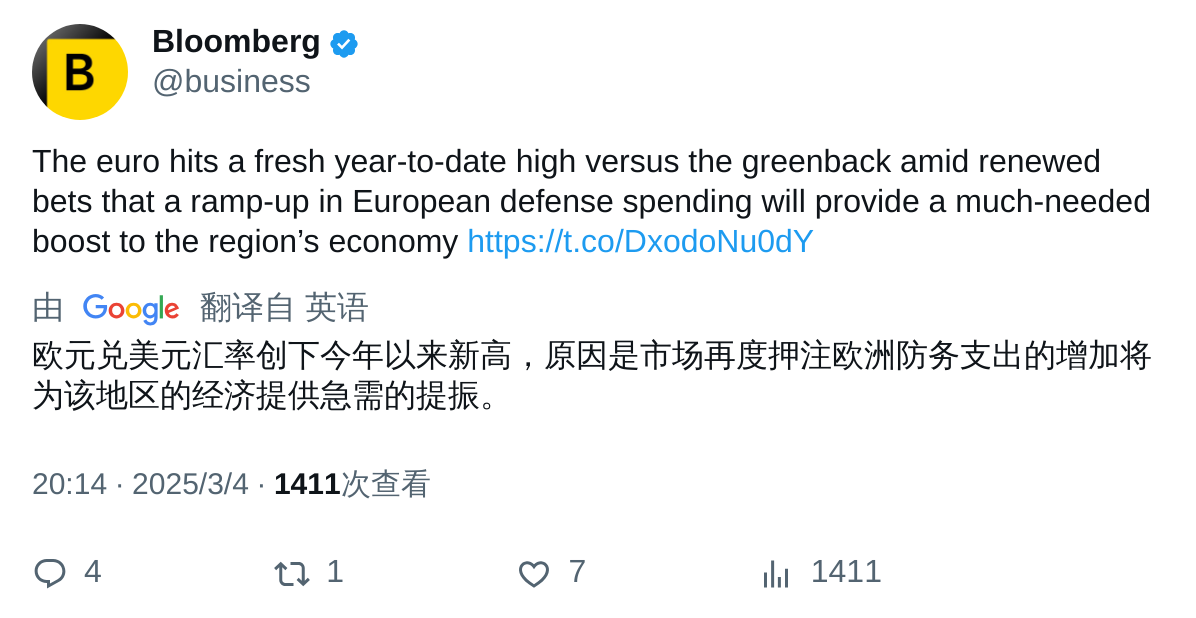 B
Bloomberg
@business
The euro hits a fresh year-to-date high versus the greenback amid renewed
bets that a ramp-up in European defense spending will provide a much-needed
boost to the region’s economy https://t.co/DxodoNu0dY
由 Google 翻译自 英语
欧元兑美元汇率创下今年以来新高，原因是市场再度押注欧洲防务支出的增加将
为该地区的经济提供急需的提振。
20:14 · 2025/3/4 · 1411次查看
4 1 7 1411